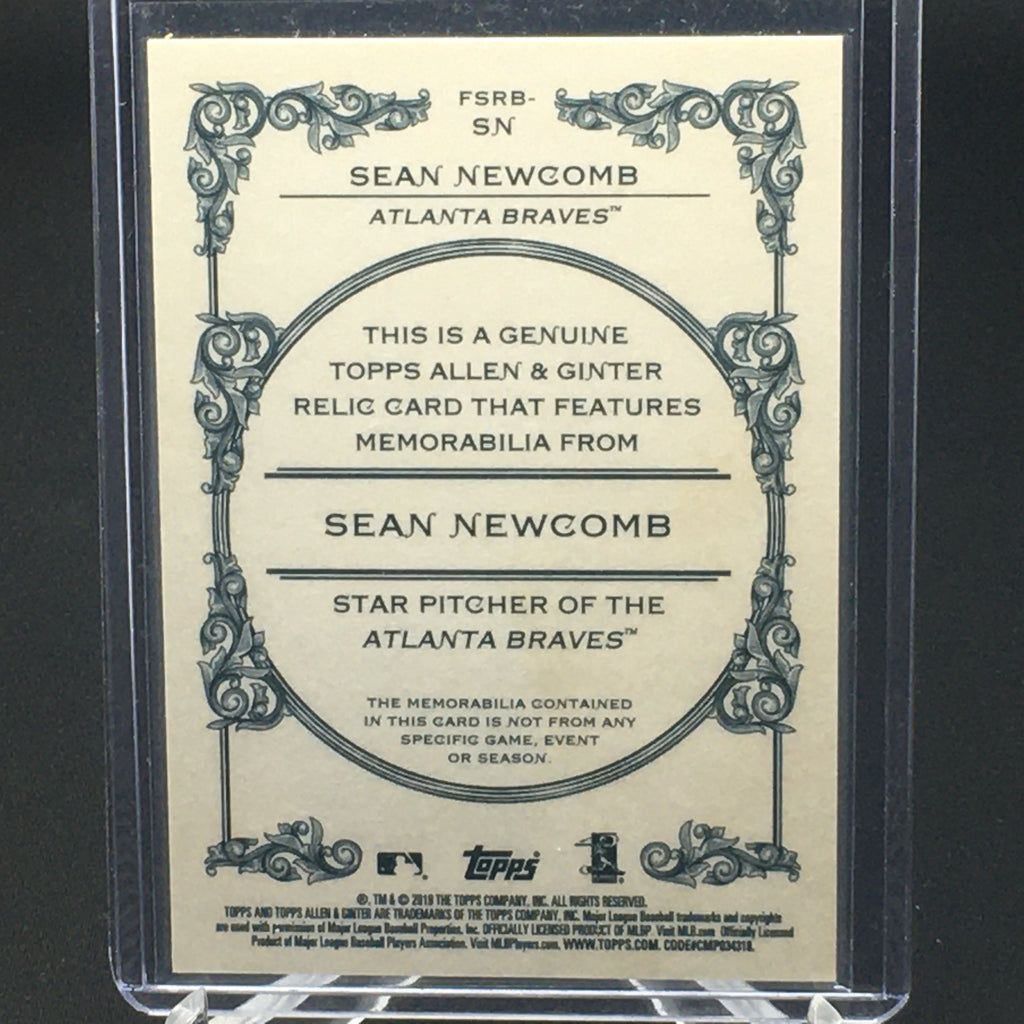 FSRB-
SN
SEAN NEWCOMB
ATLANTA BRAVES™
THIS IS A GENUINE
TOPPS ALLEN & GINTER
RELIC CARD THAT FEATURES
MEMORABILIA FROM
SEAN NEWCOMB
STAR PITCHER OF THE
ATLANTA BRAVES™
THE MEMORABILIA CONTAINED
IN THIS CARD IS NOT FROM ANY
SPECIFIC GAME, EVENT
OR SEASON.
topps®
®, TM & © 2018 THE TOPPS COMPANY, INC. ALL RIGHTS RESERVED.
TOPPS AND TOPPS ALLEN & GINTER ARE TRADEMARKS OF THE TOPPS COMPANY, INC. Major League Baseball trademarks and copyrights
are used with permission of Major League Baseball Properties, Inc. OFFICIALLY LICENSED PRODUCT OF MLBP Visit MLB.com Officially Licensed
Product of Major League Baseball Players Association. Visit MLBPlayers.com. WWW.TOPPS.COM. CODE#CMP034318.